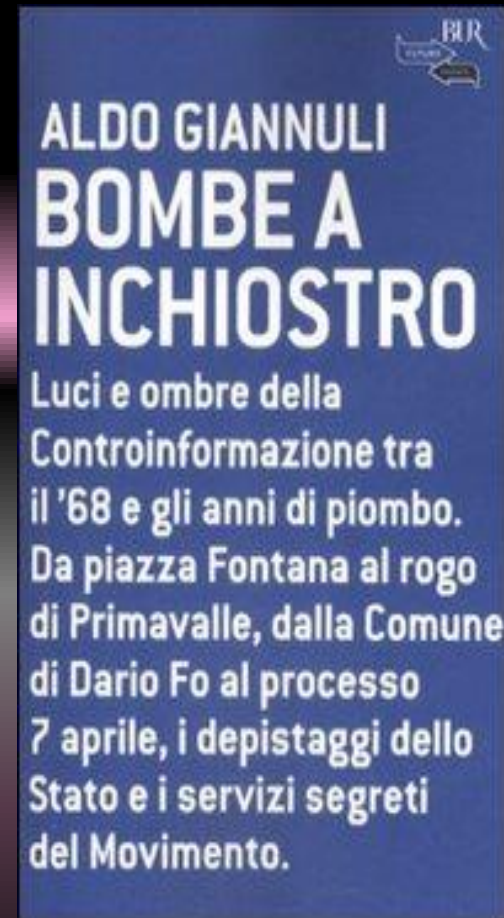 BUR
FUTURO
ALDO GIANNULI
BOMBE A
INCHIOSTRO
Luci e ombre della
Controinformazione tra
il '68 e gli anni di piombo.
Da piazza Fontana al rogo
di Primavalle, dalla Comune
di Dario Fo al processo
7 aprile, i depistaggi dello
Stato e i servizi segreti
del Movimento.